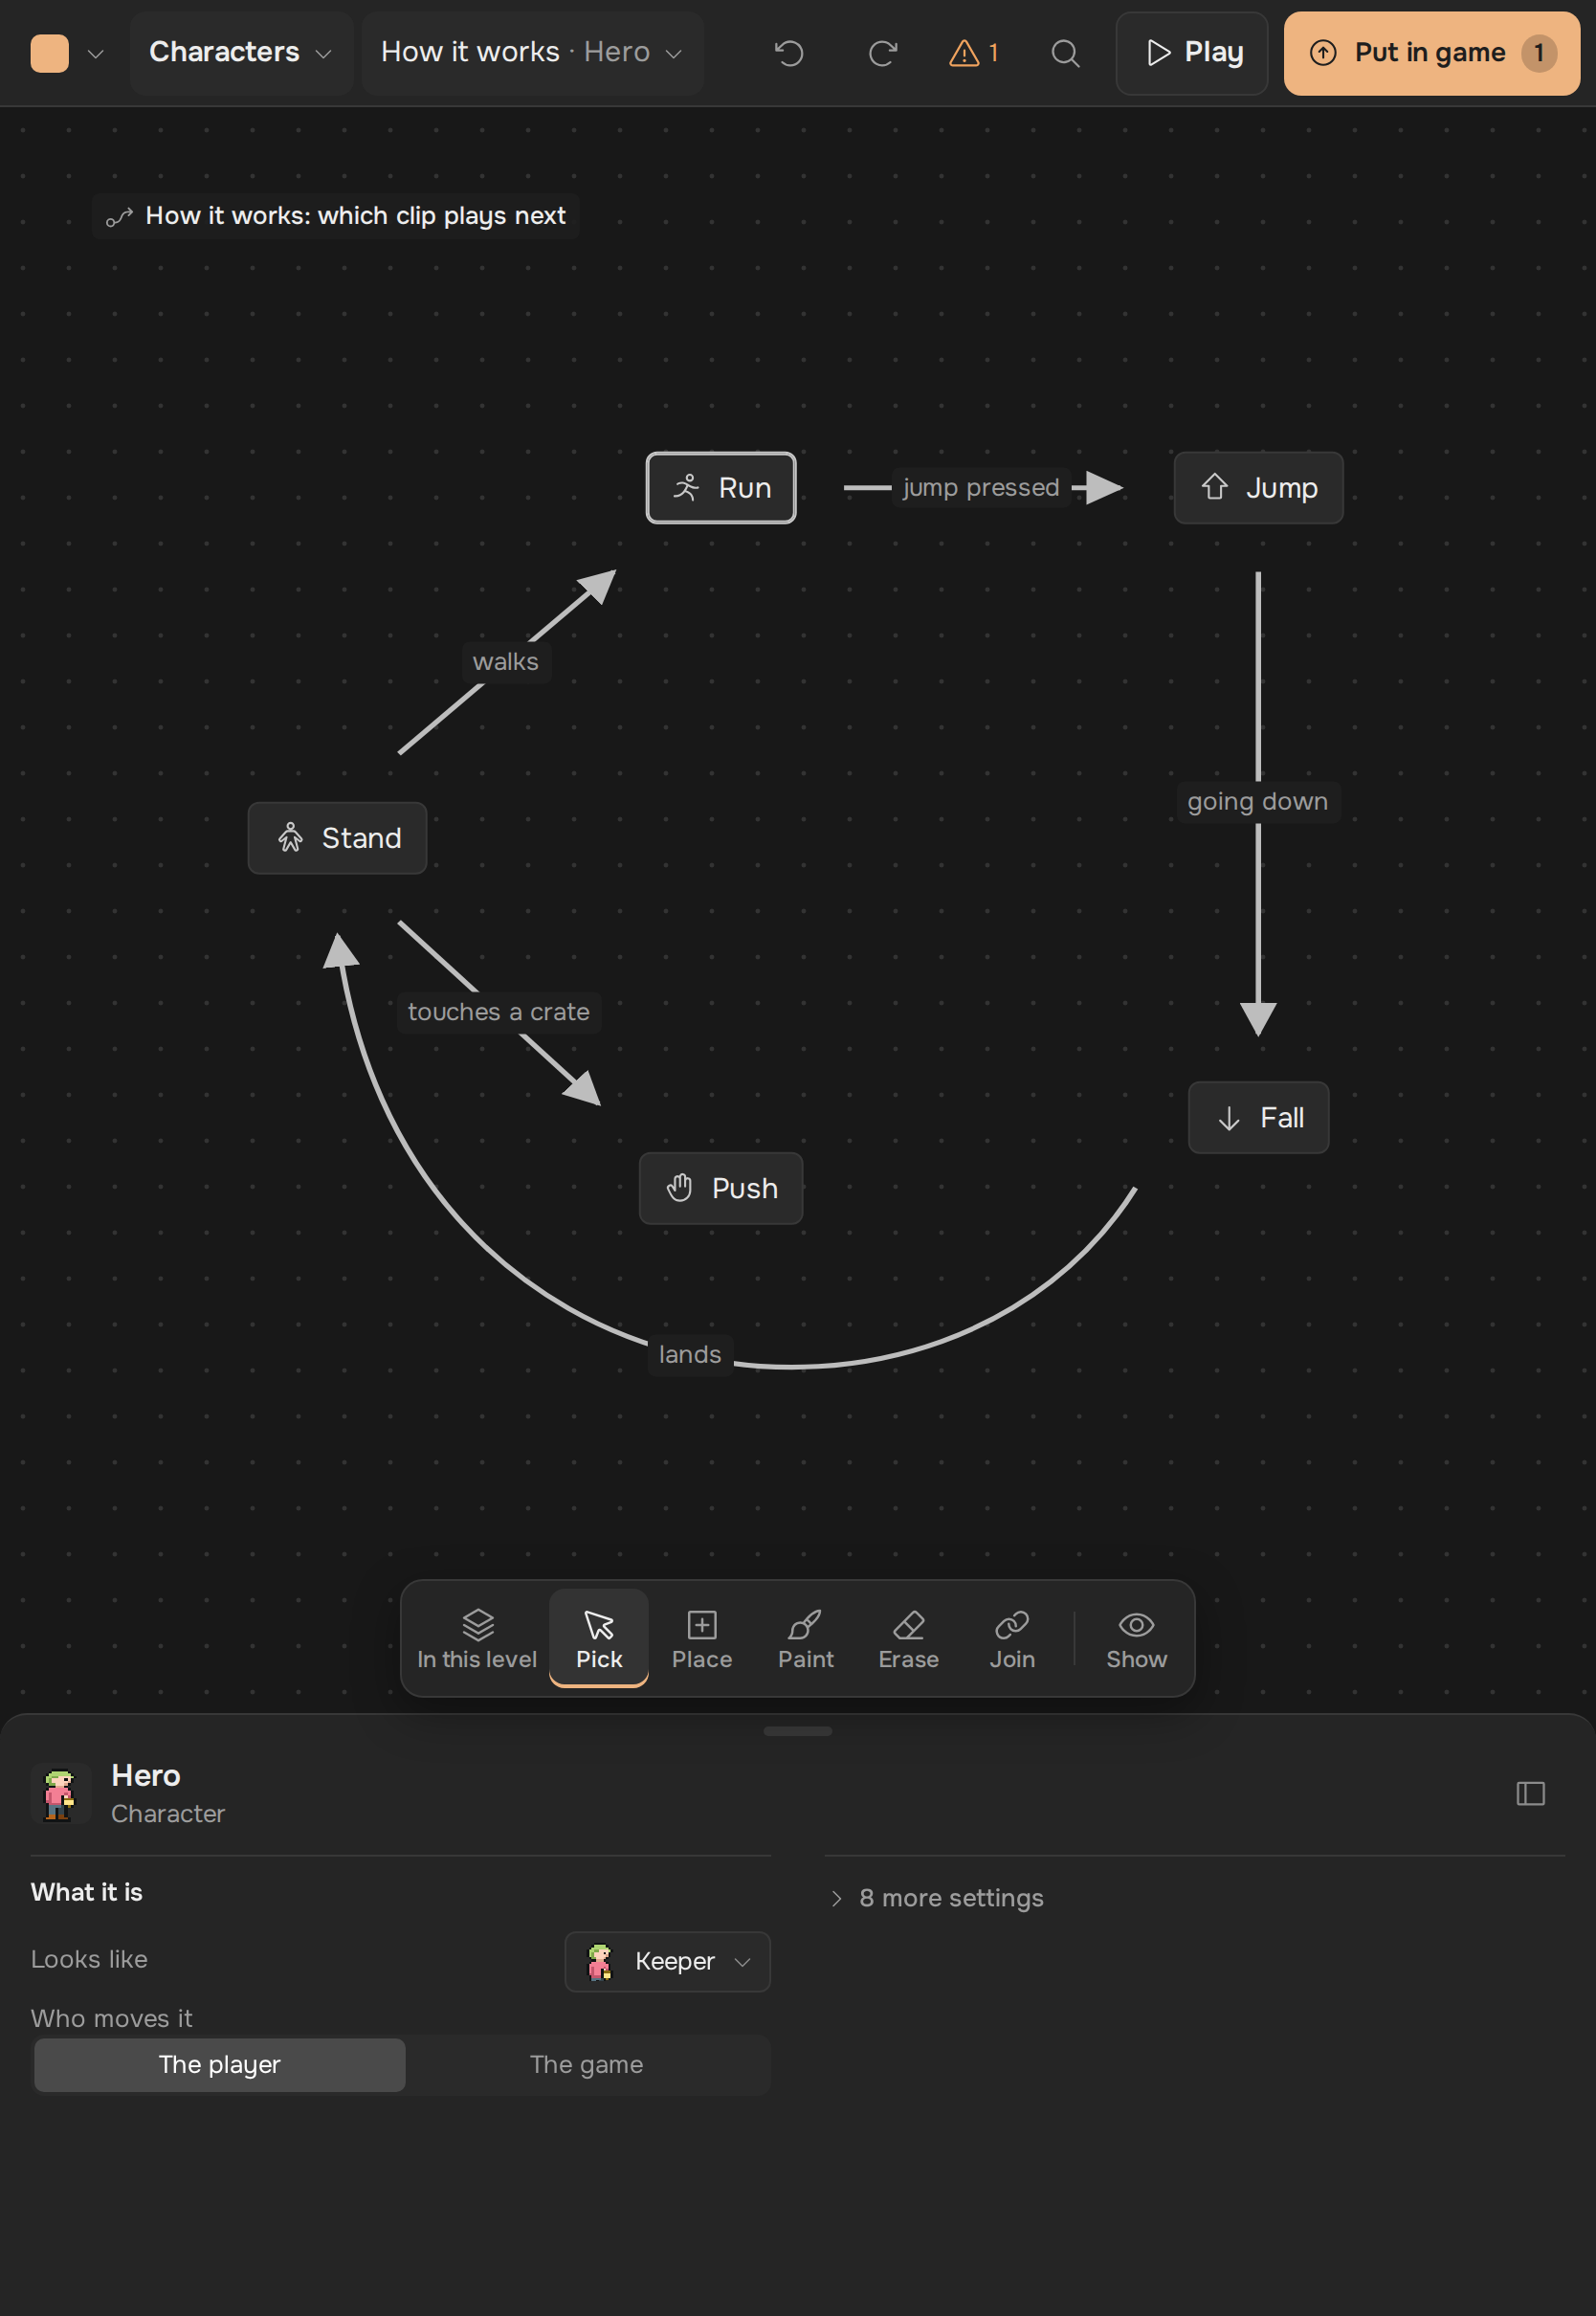 Characters
How it works · Hero
1
Play
Put in game 1
How it works: which clip plays next
Run
jump pressed
Jump
walks
going down
Stand
touches a crate
Fall
Push
lands
In this level
Pick
Place
Paint
Erase
Join
Show
Hero
Character
What it is
8 more settings
Looks like
Keeper
Who moves it
The player
The game